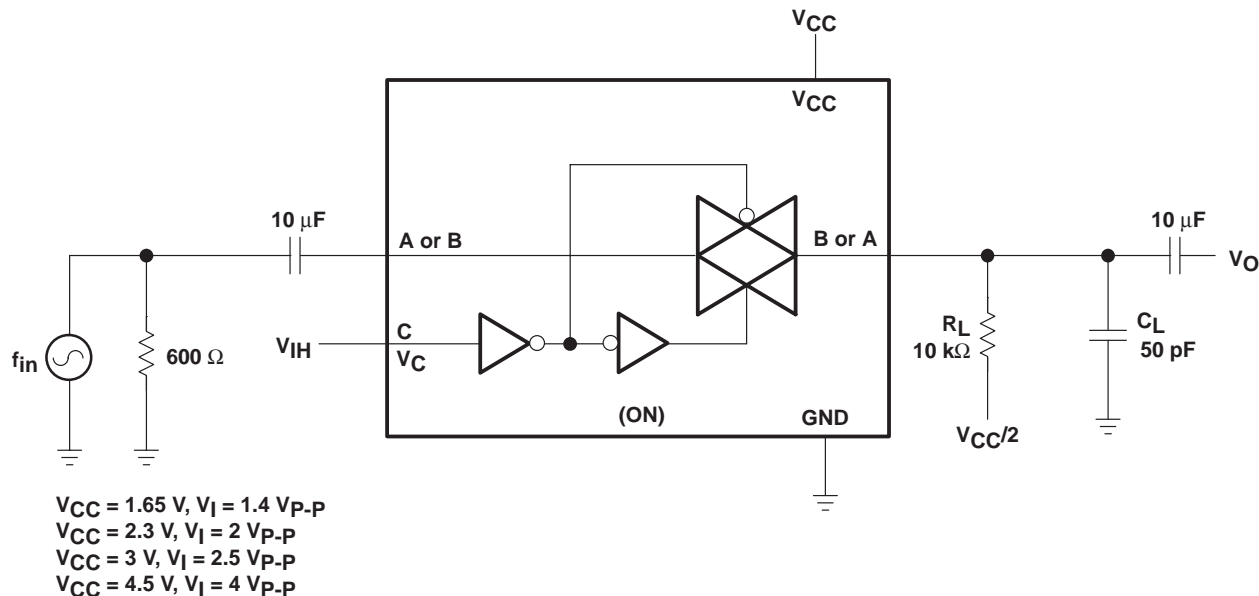 VCC
VCC
10 μF
A or B
B or A
10 μF
VO
fin
600 Ω
VIH
C
VC
RL
10 kΩ
CL
50 pF
(ON)
GND
VCC/2
VCC = 1.65 V, VI = 1.4 VP-P
VCC = 2.3 V, VI = 2 VP-P
VCC = 3 V, VI = 2.5 VP-P
VCC = 4.5 V, VI = 4 VP-P